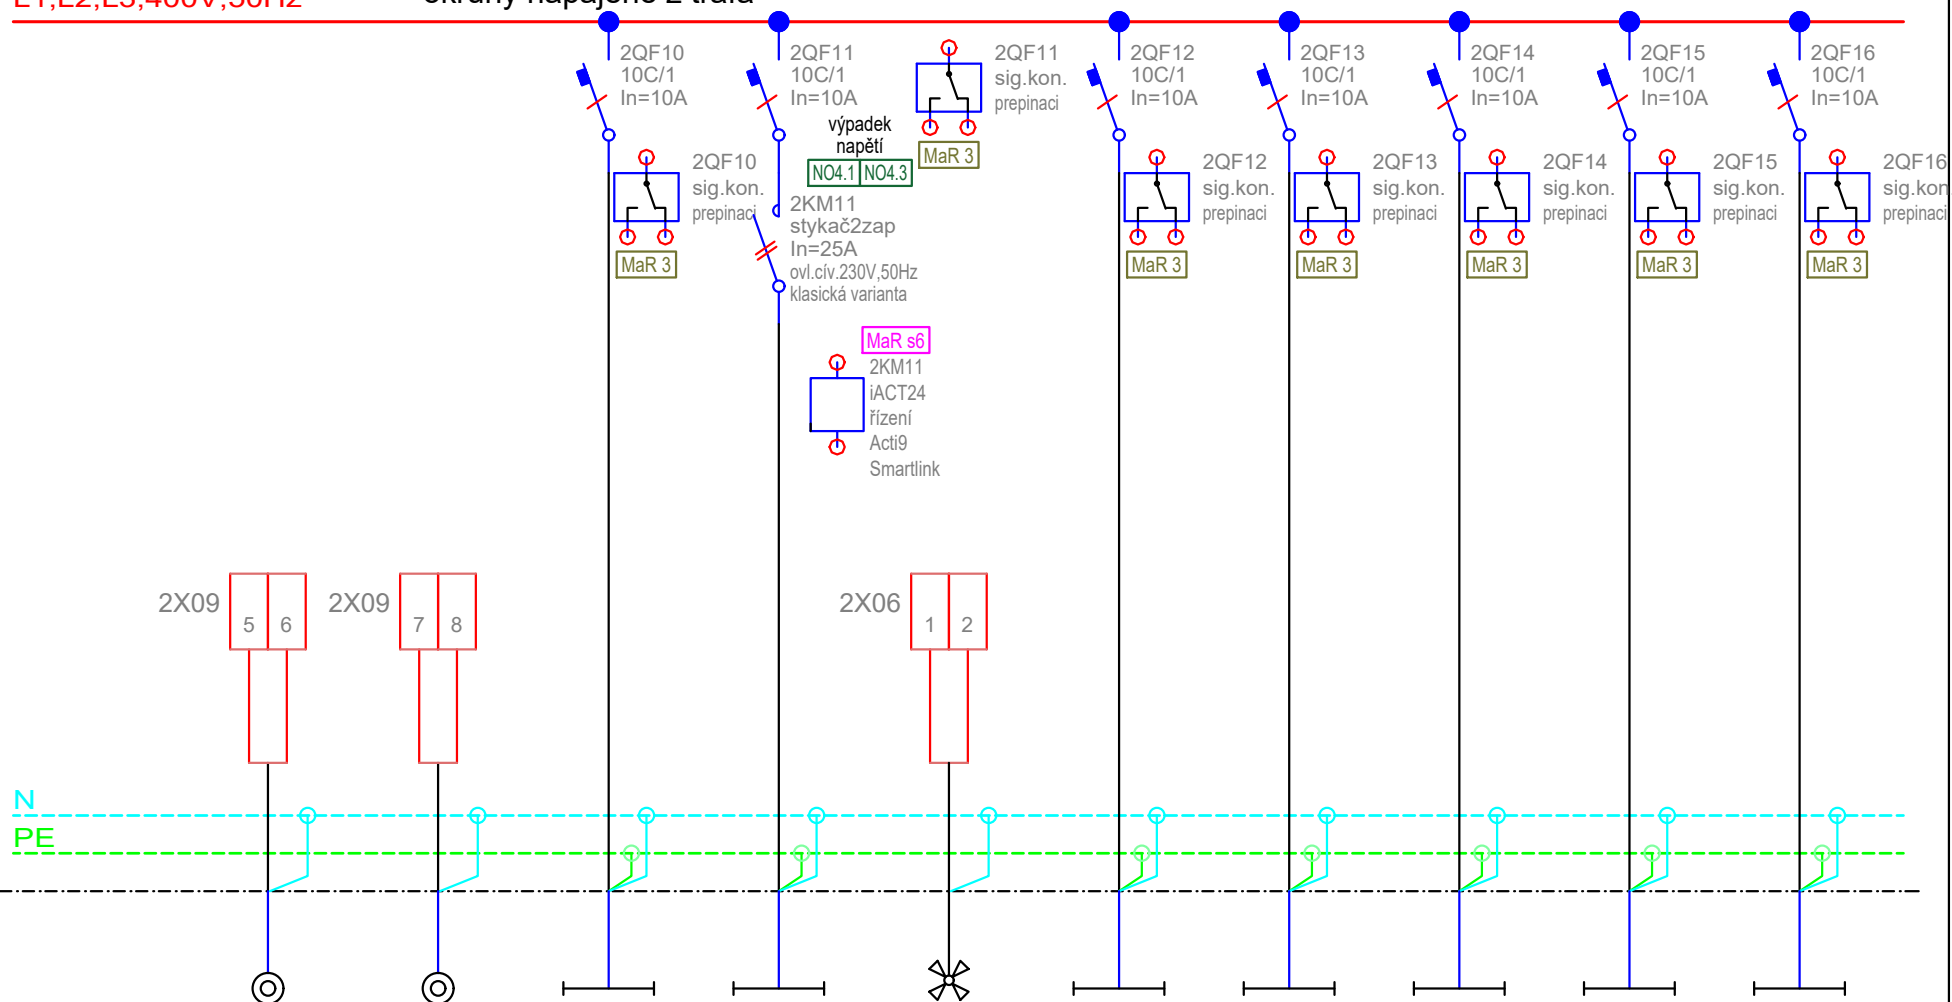 L1,L2,L3,400V,50Hz
okruhy napájené z trafa
2QF10
10C/1
In=10A
2QF11
10C/1
In=10A
2QF11
sig.kon.
prepinaci
2QF12
10C/1
In=10A
2QF13
10C/1
In=10A
2QF14
10C/1
In=10A
2QF15
10C/1
In=10A
2QF16
10C/1
In=10A
výpadek
napětí
NO4.1 NO4.3
MaR 3
2QF10
sig.kon.
prepinaci
MaR 3
2KM11
stykač2zap
In=25A
ovl.cív.230V,50Hz
klasická varianta
2QF12
sig.kon.
prepinaci
MaR 3
2QF13
sig.kon.
prepinaci
MaR 3
2QF14
sig.kon.
prepinaci
MaR 3
2QF15
sig.kon.
prepinaci
MaR 3
2QF16
sig.kon
prepinaci
MaR 3
MaR s6
2KM11
iACT24
řízení
Acti9
Smartlink
2X09
5 6
2X09
7 8
2X06
1 2
N
PE